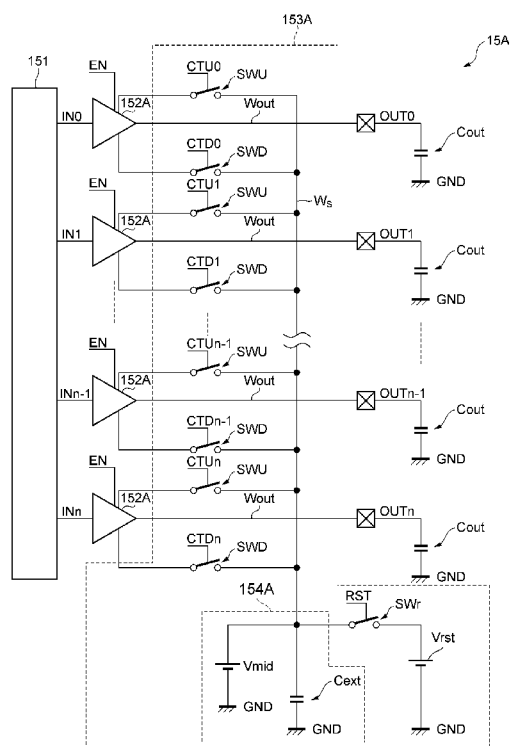 153A
15A
151
EN
CTU0
SWU
152A
IN0
Wout
OUT0
Cout
CTD0
SWD
GND
EN
CTU1
SWU
Ws
152A
IN1
Wout
OUT1
Cout
CTD1
SWD
GND
CTUn-1
EN
SWU
152A
INn-1
Wout
OUTn-1
Cout
CTDn-1
SWD
GND
EN
CTUn
SWU
152A
INn
Wout
OUTn
Cout
CTDn
SWD
GND
154A
RST
SWr
Vrst
Vmid
Cext
GND
GND
GND